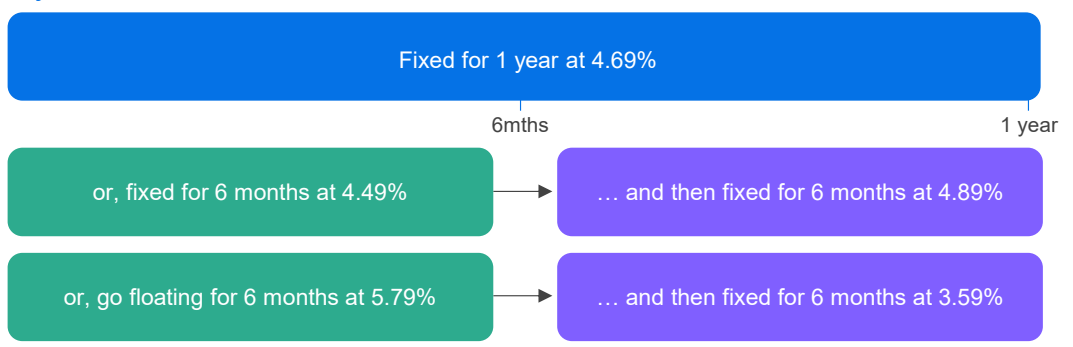 Fixed for 1 year at 4.69%
6mths
1 year
or, fixed for 6 months at 4.49%
… and then fixed for 6 months at 4.89%
or, go floating for 6 months at 5.79%
… and then fixed for 6 months at 3.59%